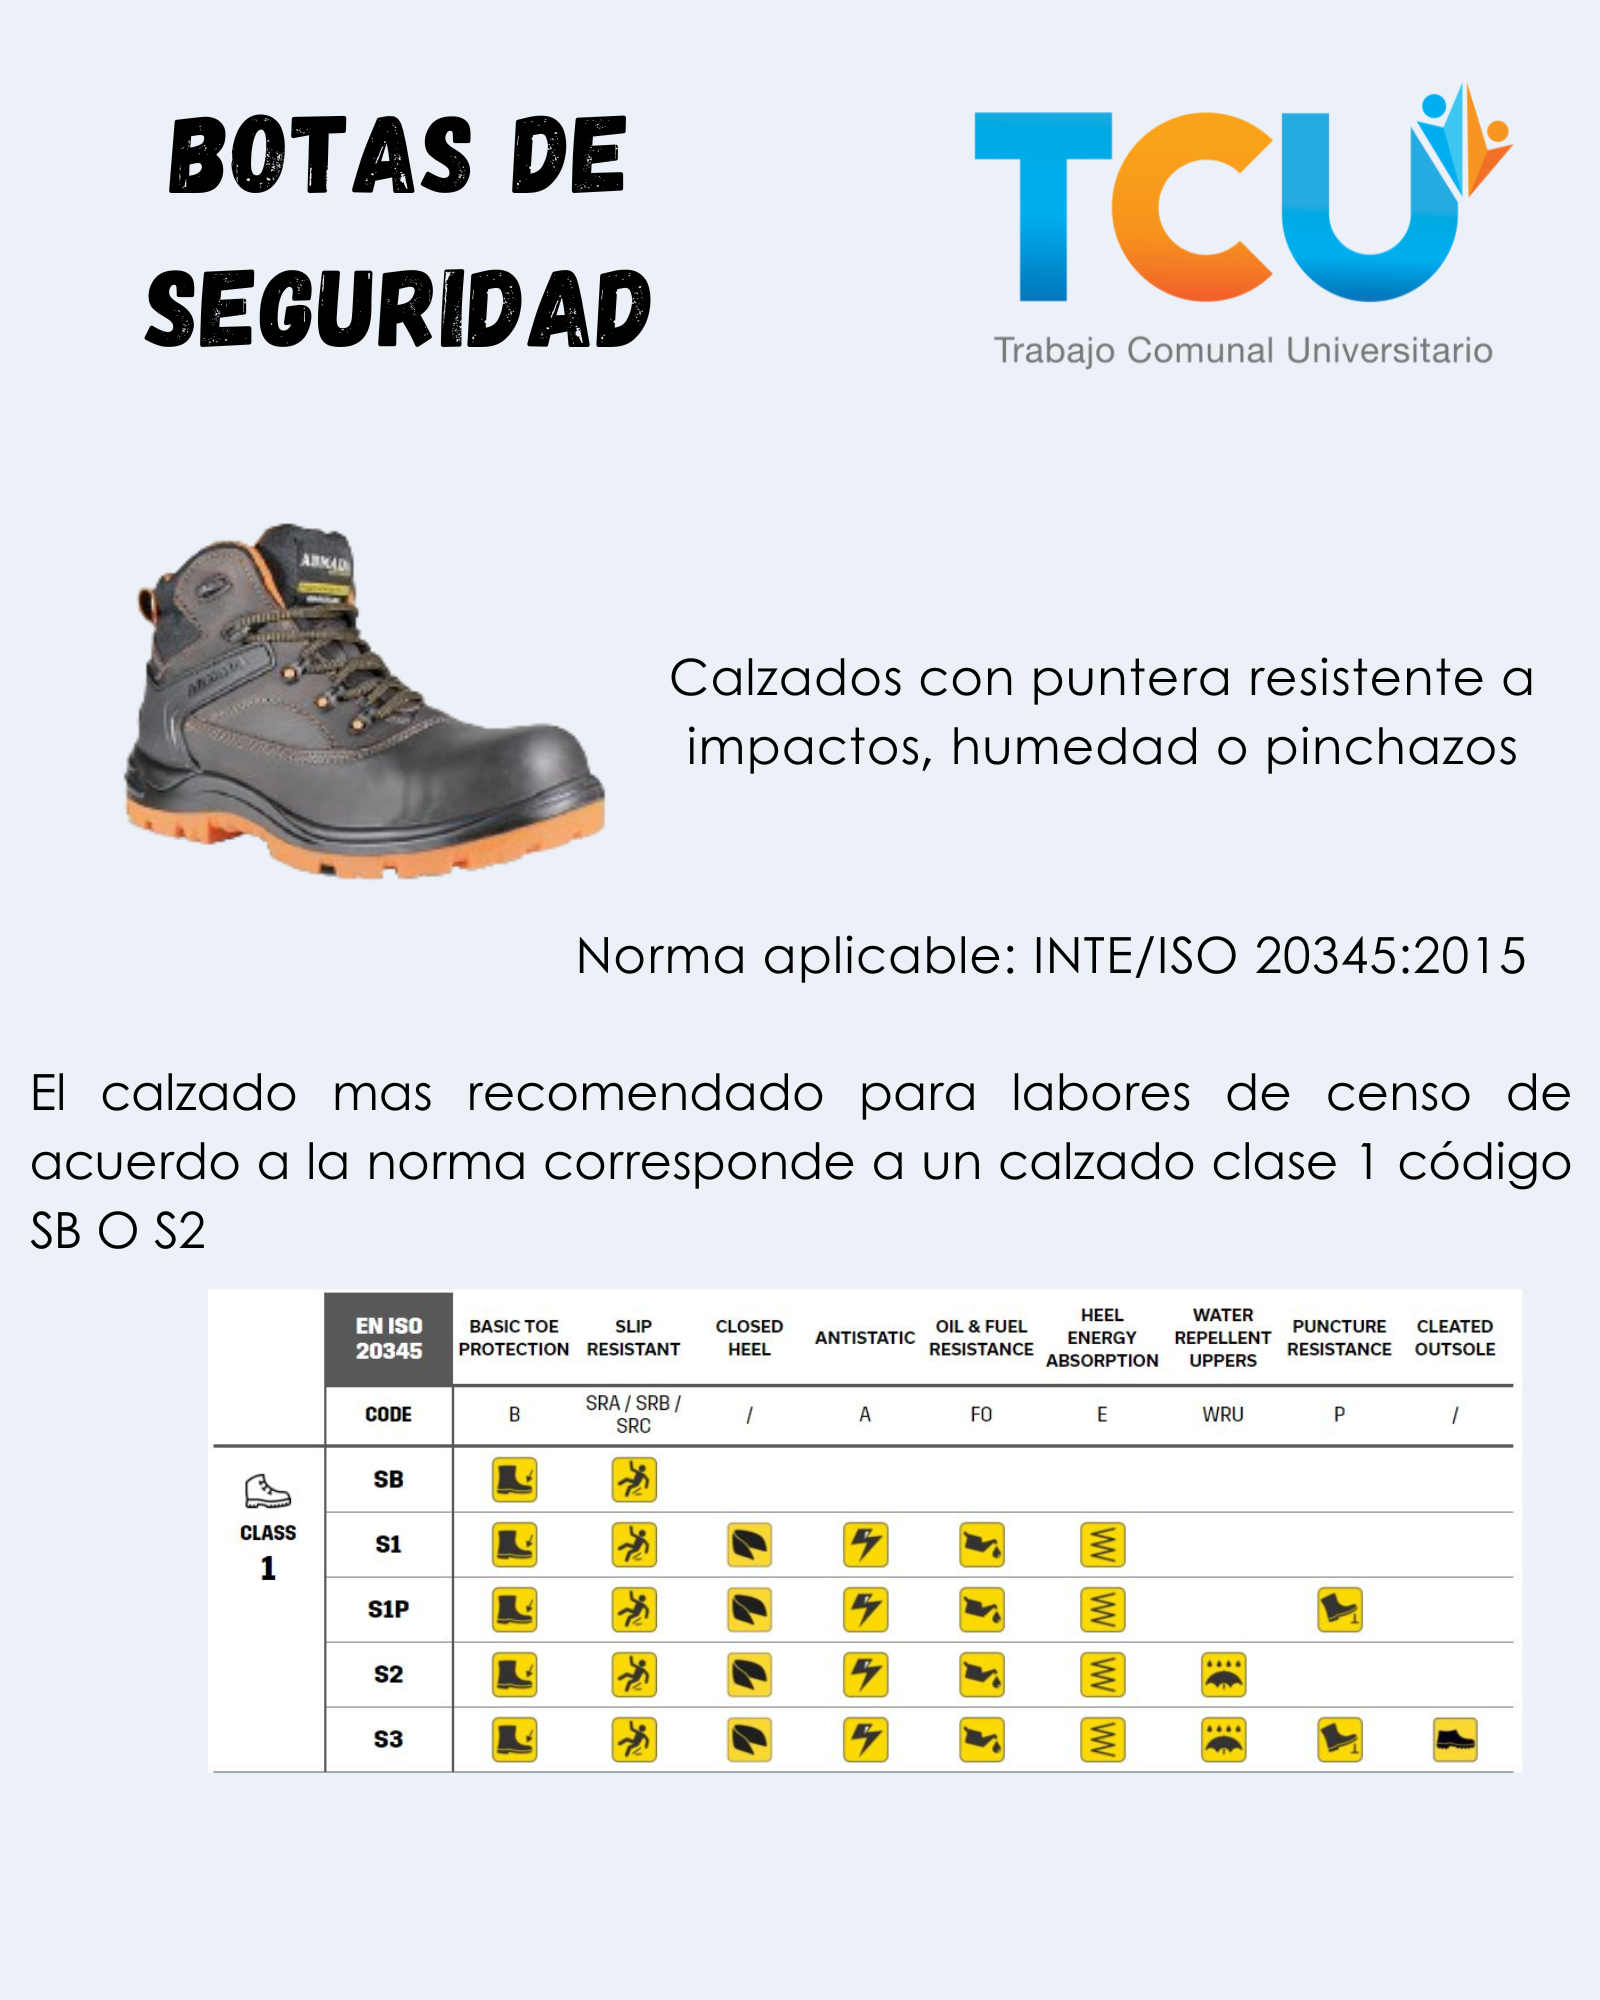 BOTAS DE
SEGURIDAD
TCU
Trabajo Comunal Universitario
Calzados con puntera resistente a
impactos, humedad o pinchazos
Norma aplicable: INTE/ISO 20345:2015
El calzado mas recomendado para labores de censo de
acuerdo a la norma corresponde a un calzado clase 1 código
SB O S2
EN ISO 20345 BASIC TOE PROTECTION SLIP RESISTANT CLOSED HEEL ANTISTATIC OIL & FUEL RESISTANCE HEEL ENERGY ABSORPTION WATER REPELLENT UPPERS PUNCTURE RESISTANCE CLEATED OUTSOLE
CODE B SRA / SRB / SRC / A FO E WRU P /
CLASS 1
SB
S1
S1P
S2
S3